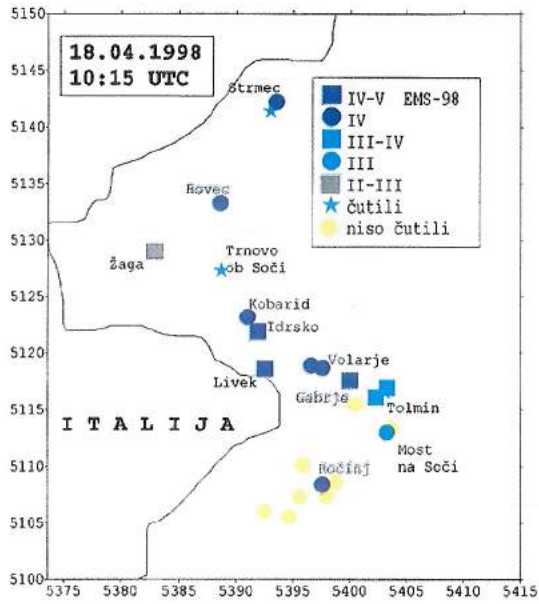 5150
18.04.1998
10:15 UTC
5145
Strmec
IV-V EMS-98
IV
III-IV
III
II-III
čutili
niso čutili
5140
5135
Bovec
5130
Žaga
Trnovo
ob Soči
5125
Kobarid
Idrsko
5120
Volarje
Livek
Gabrje
5115
Tolmin
I T A L I J A
Most
na Soči
5110
Ročinj
5105
5100
5375 5380 5385 5390 5395 5400 5405 5410 5415